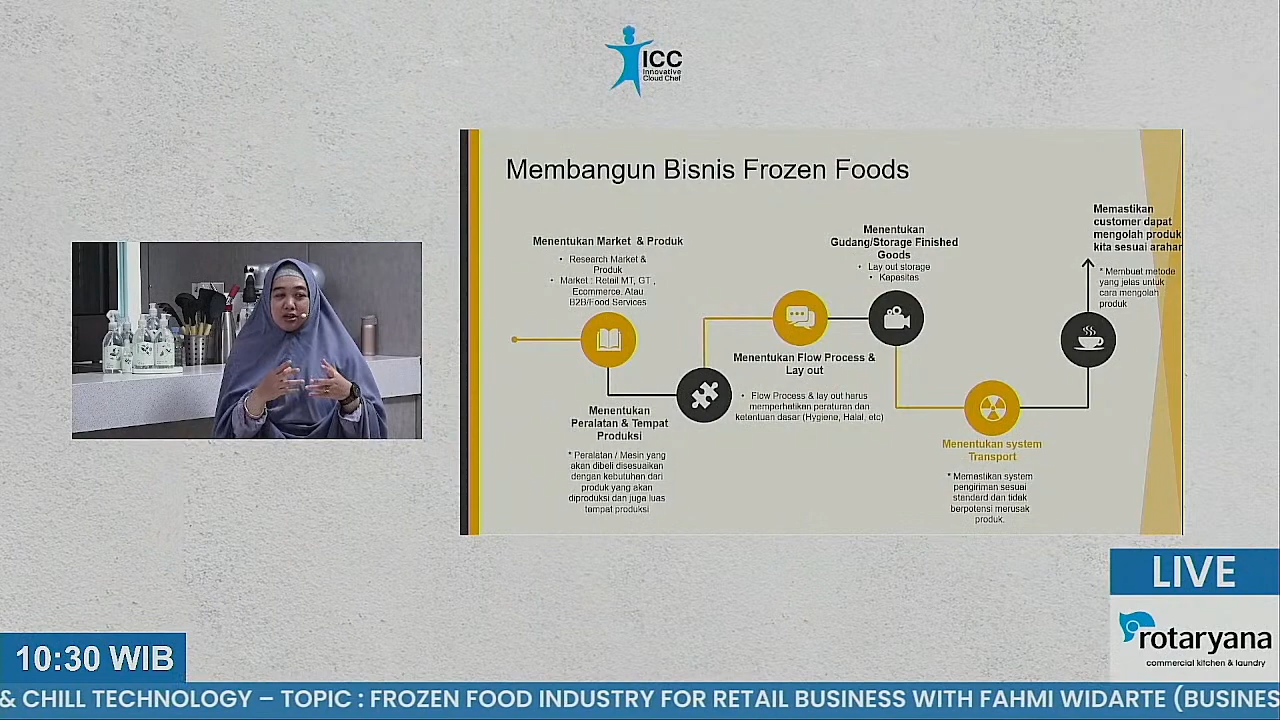 ICC
Innovative
Cloud Chef
Membangun Bisnis Frozen Foods
Menentukan Market & Produk
• Research Market &
Produk
• Market : Retail MT, GT ,
Ecommerce, Atau
B2B/Food Services
Menentukan
Peralatan & Tempat
Produksi
* Peralatan / Mesin yang
akan dibeli disesuaikan
dengan kebutuhan dari
produk yang akan
diproduksi dan juga luas
tempat produksi
Menentukan Flow Process &
Lay out
• Flow Process & lay out harus
memperhatikan peraturan dan
ketentuan dasar (Hygiene, Halal, etc)
Menentukan
Gudang/Storage Finished
Goods
• Lay out storage
• Kapasitas
Menentukan system
Transport
* Memastikan system
pengiriman sesuai
standard dan tidak
berpotensi merusak
produk.
Memastikan
customer dapat
mengolah produk
kita sesuai arahan
* Membuat metode
yang jelas untuk
cara mengolah
produk
LIVE
rotaryana
commercial kitchen & laundry
10:30 WIB
& CHILL TECHNOLOGY – TOPIC : FROZEN FOOD INDUSTRY FOR RETAIL BUSINESS WITH FAHMI WIDARTE (BUSINES